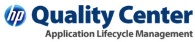 hp Quality Center
Application Lifecycle Management